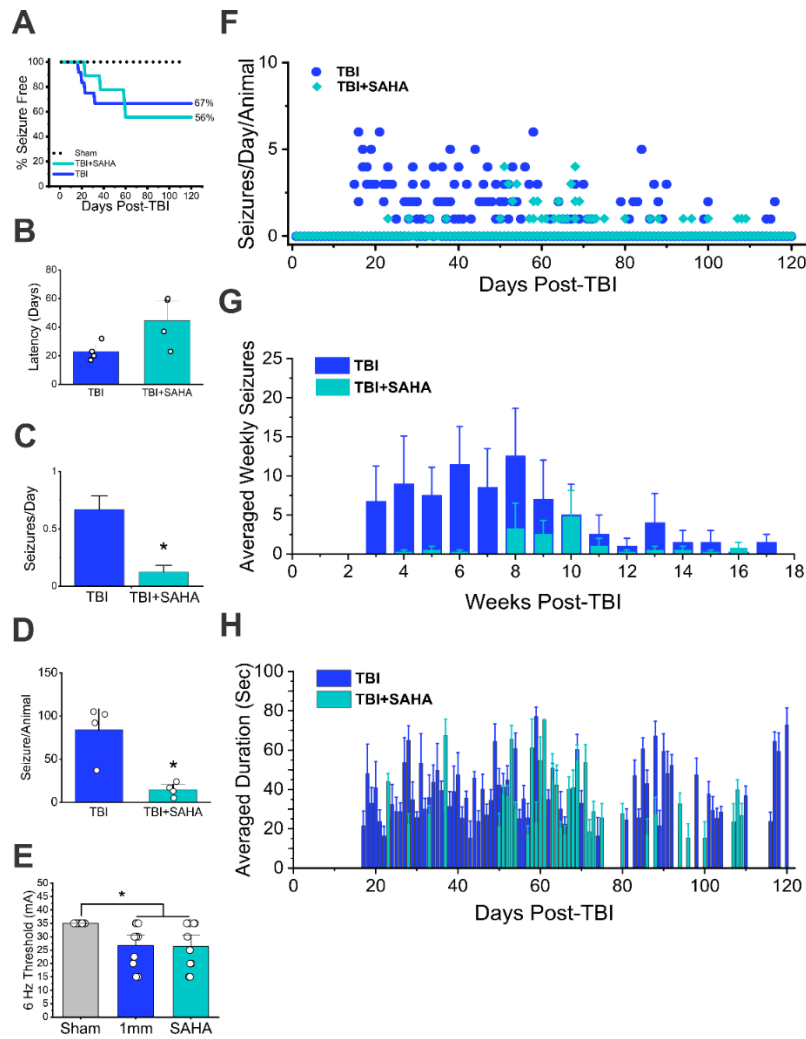 A
% Seizure Free
100
80
60
40
20
0
67%
56%
Sham
TBI+SAHA
TBI
0 20 40 60 80 100 120
Days Post-TBI
B
Latency (Days)
80
60
40
20
0
TBI TBI+SAHA
C
Seizures/Day
1
0.5
0
*
TBI TBI+SAHA
D
Seizure/Animal
150
100
50
0
*
TBI TBI+SAHA
E
6 Hz Threshold (mA)
50
45
40
35
30
25
20
15
10
5
0
*
Sham 1mm SAHA
F
Seizures/Day/Animal
10
5
0
TBI
TBI+SAHA
0 20 40 60 80 100 120
Days Post-TBI
G
Averaged Weekly Seizures
25
20
15
10
5
0
TBI
TBI+SAHA
0 2 4 6 8 10 12 14 16 18
Weeks Post-TBI
H
Averaged Duration (Sec)
100
80
60
40
20
0
TBI
TBI+SAHA
0 20 40 60 80 100 120
Days Post-TBI